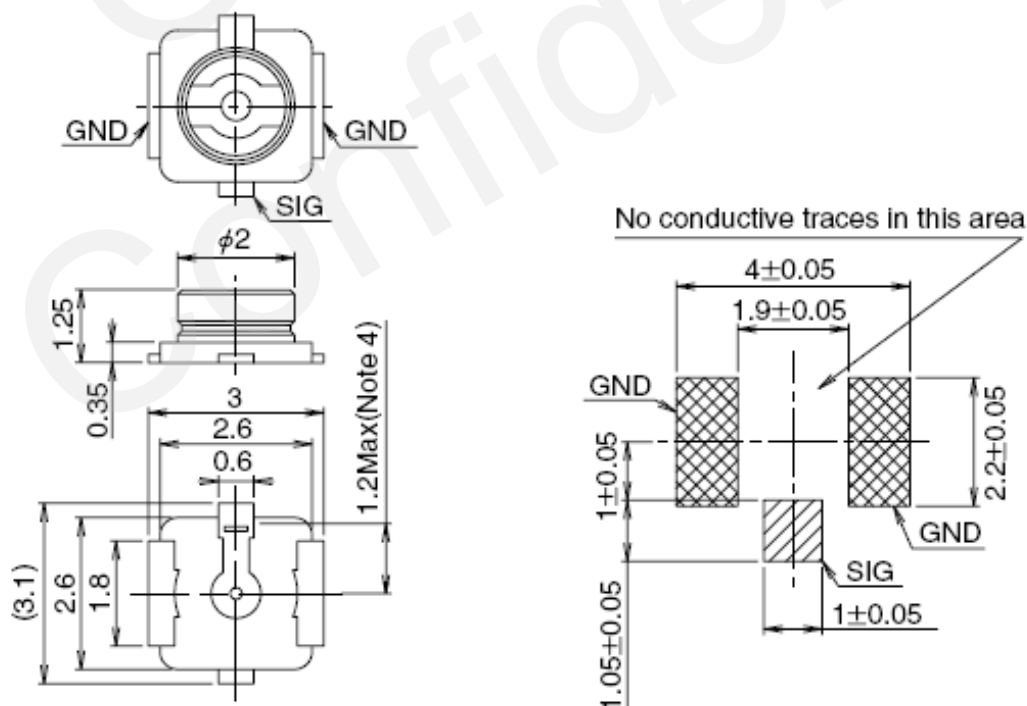 Confiden
GND
GND
SIG
ϕ2
1.25
0.35
3
2.6
0.6
1.2Max(Note 4)
(3.1)
2.6
1.8
No conductive traces in this area
4±0.05
1.9±0.05
GND
1±0.05
2.2±0.05
GND
SIG
1±0.05
1.05±0.05